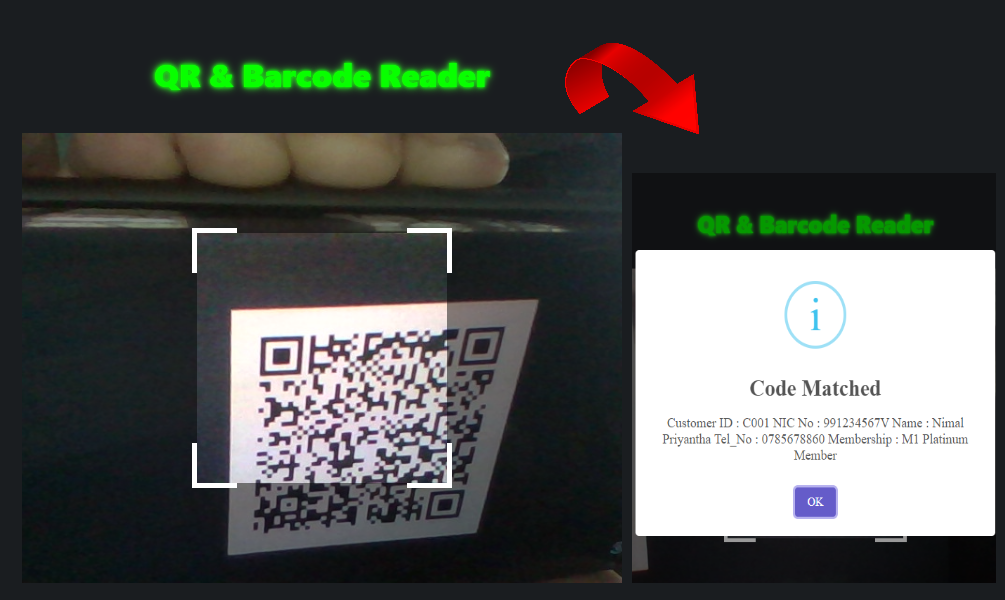 QR & Barcode Reader
QR & Barcode Reader
i
Code Matched
Customer ID : C001 NIC No : 991234567V Name : Nimal
Priyantha Tel_No : 0785678860 Membership : M1 Platinum
Member
OK